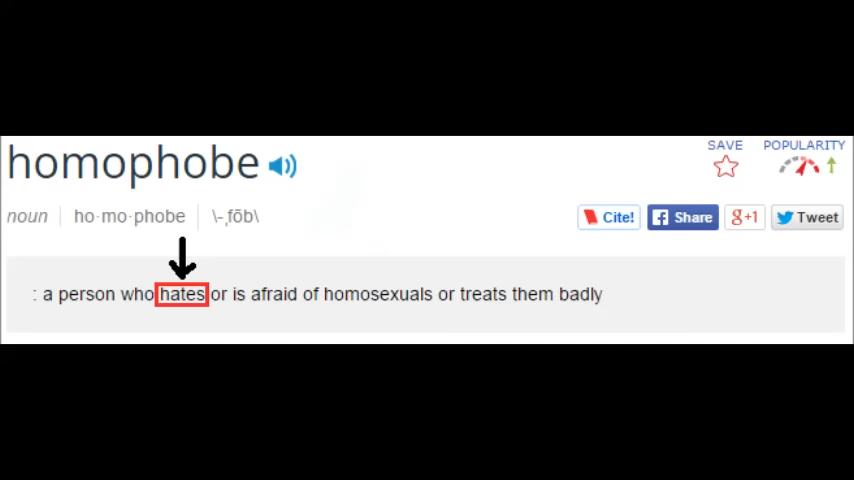 homophobe
SAVE
POPULARITY
noun ho·mo·phobe \-ˌfōb\
Cite! Share g+1 Tweet
: a person who hates or is afraid of homosexuals or treats them badly